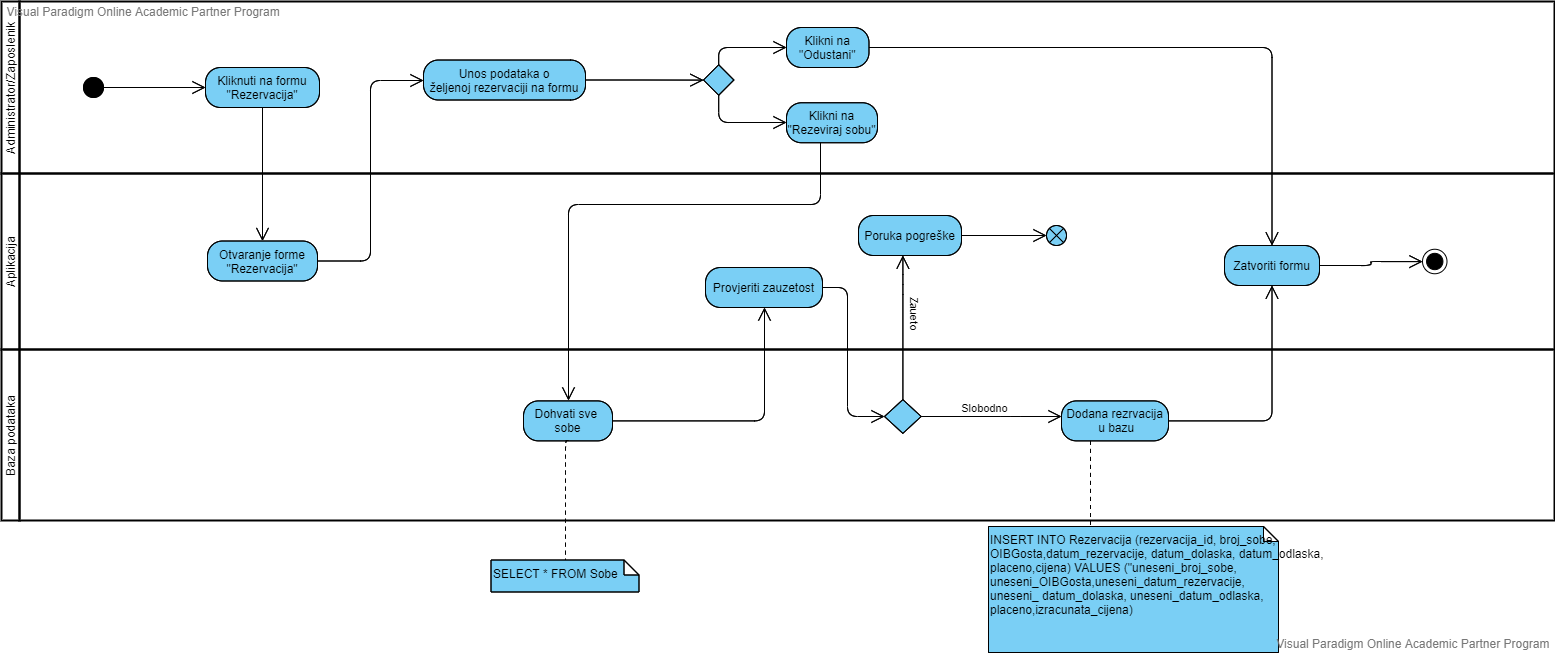 Visual Paradigm Online Academic Partner Program
Administrator/Zaposlenik
Kliknuti na formu
"Rezervacija"
Unos podataka o
željenoj rezervaciji na formu
Klikni na
"Odustani"
Klikni na
"Rezeviraj sobu"
Aplikacija
Otvaranje forme
"Rezervacija"
Provjeriti zauzetost
Poruka pogreške
Zaueto
Zatvoriti formu
Baza podataka
Dohvati sve
sobe
Slobodno
Dodana rezrvacija
u bazu
SELECT * FROM Sobe
INSERT INTO Rezervacija (rezervacija_id, broj_sobe,
OIBGosta,datum_rezervacije, datum_dolaska, datum_odlaska,
placeno,cijena) VALUES (''uneseni_broj_sobe,
uneseni_OIBGosta,uneseni_datum_rezervacije,
uneseni_ datum_dolaska, uneseni_datum_odlaska,
placeno,izracunata_cijena)
Visual Paradigm Online Academic Partner Program